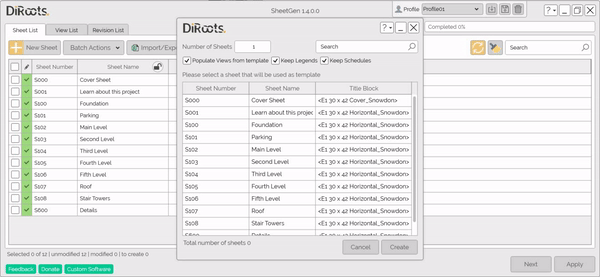 DiRoots.
SheetGen 1.4.0.0
Profile Profile01
Sheet List View List Revision List
Completed 0%
New Sheet Batch Actions Import/Expo
Search
Sheet Number Sheet Name
S000 Cover Sheet
S001 Learn about this project
S100 Foundation
S101 Parking
S102 Main Level
S103 Second Level
S104 Third Level
S105 Fourth Level
S106 Fifth Level
S107 Roof
S108 Stair Towers
S600 Details
Selected 0 of 12 | unmodified 12 | modified 0 | to create 0
Feedback Donate Custom Software
Next Apply
DiRoots.
?
Number of Sheets 1 Search
Populate Views from template Keep Legends Keep Schedules
Please select a sheet that will be used as template
Sheet Number Sheet Name Title Block
S000 Cover Sheet <E1 30 x 42 Cover_Snowdon>
S001 Learn about this projec <E1 30 x 42 Horizontal_Snowdon>
S100 Foundation <E1 30 x 42 Horizontal_Snowdon>
S101 Parking <E1 30 x 42 Horizontal_Snowdon>
S102 Main Level <E1 30 x 42 Horizontal_Snowdon>
S103 Second Level <E1 30 x 42 Horizontal_Snowdon>
S104 Third Level <E1 30 x 42 Horizontal_Snowdon>
S105 Fourth Level <E1 30 x 42 Horizontal_Snowdon>
S106 Fifth Level <E1 30 x 42 Horizontal_Snowdon>
S107 Roof <E1 30 x 42 Horizontal_Snowdon>
S108 Stair Towers <E1 30 x 42 Horizontal_Snowdon>
S600 Details <E1 30 x 42 Horizontal_Snowdon>
Total number of sheets 0
Cancel Create